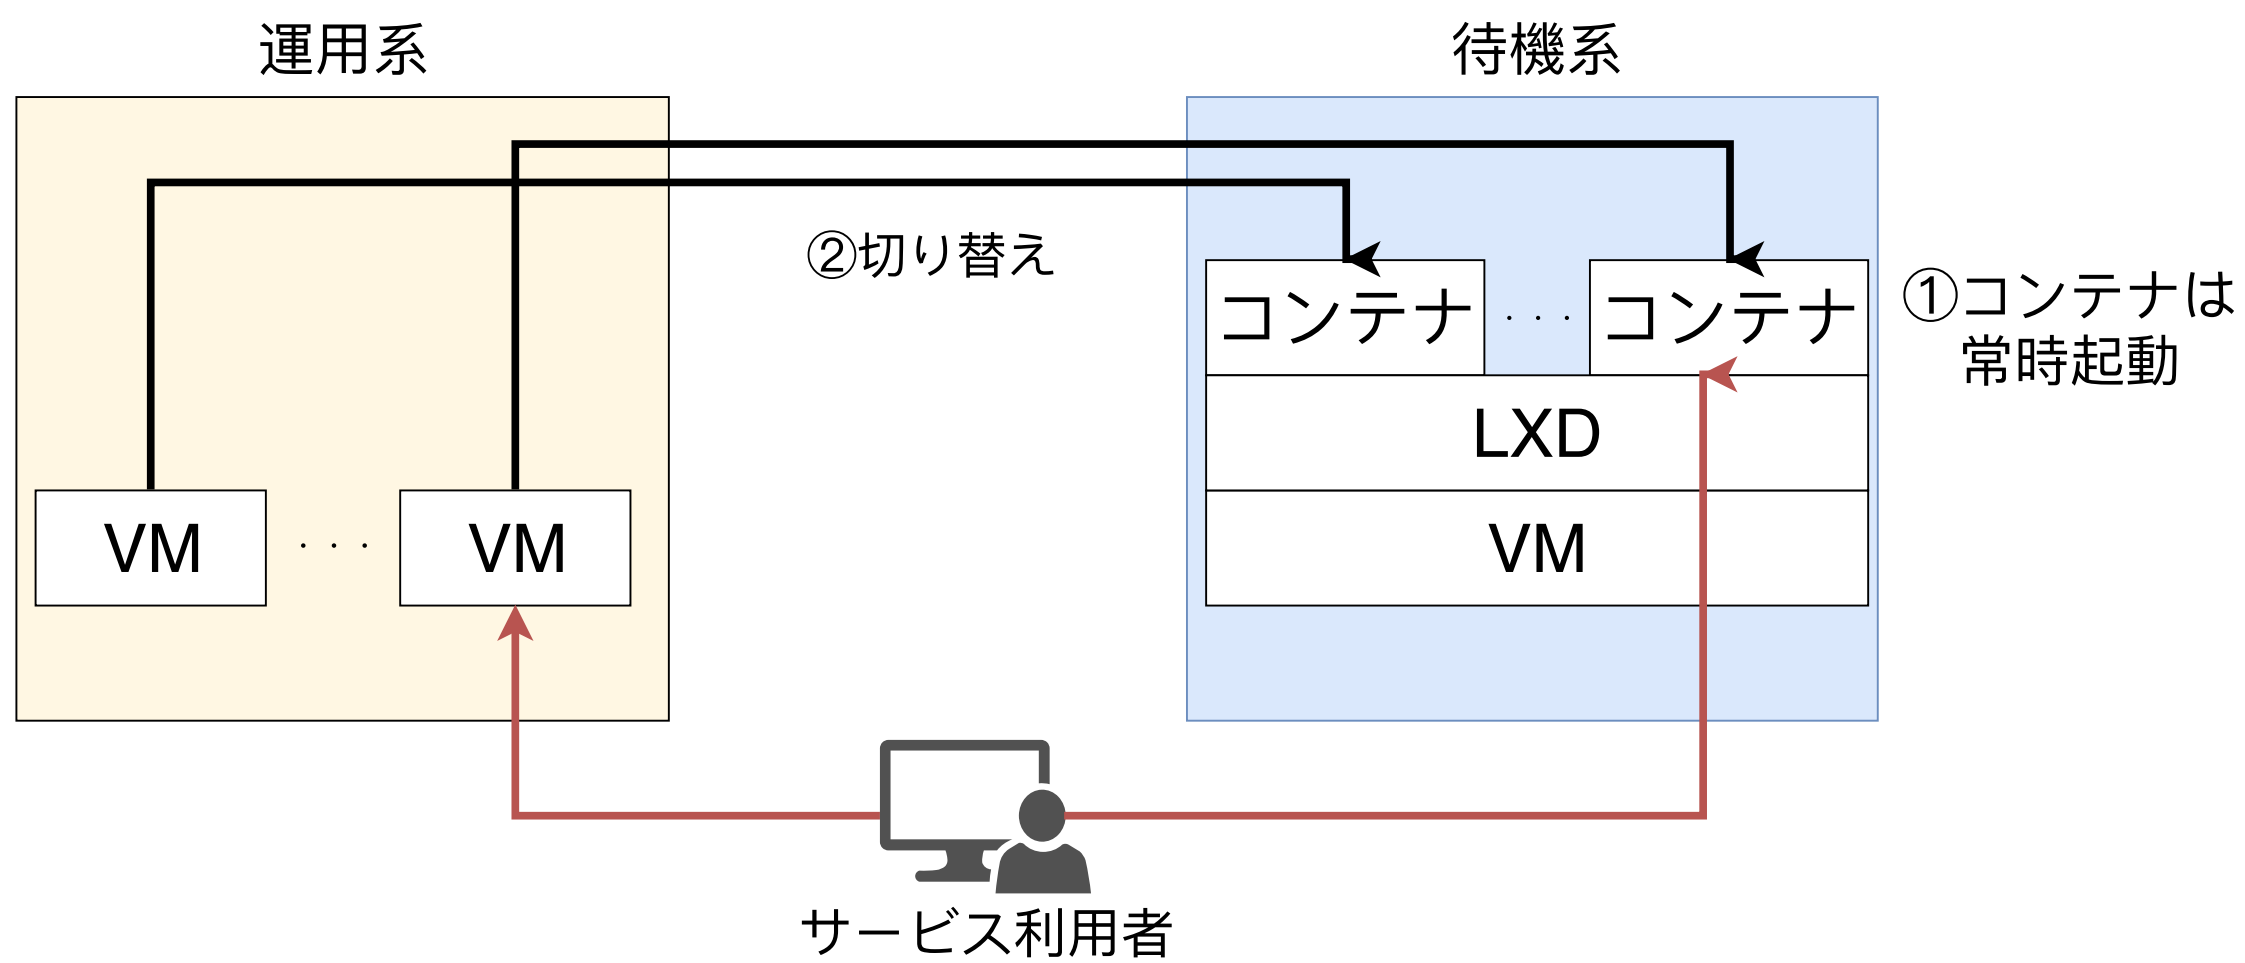 運用系
待機系
②切り替え
コンテナ
・・・
コンテナ
①コンテナは
常時起動
LXD
VM
・・・
VM
VM
サービス利用者